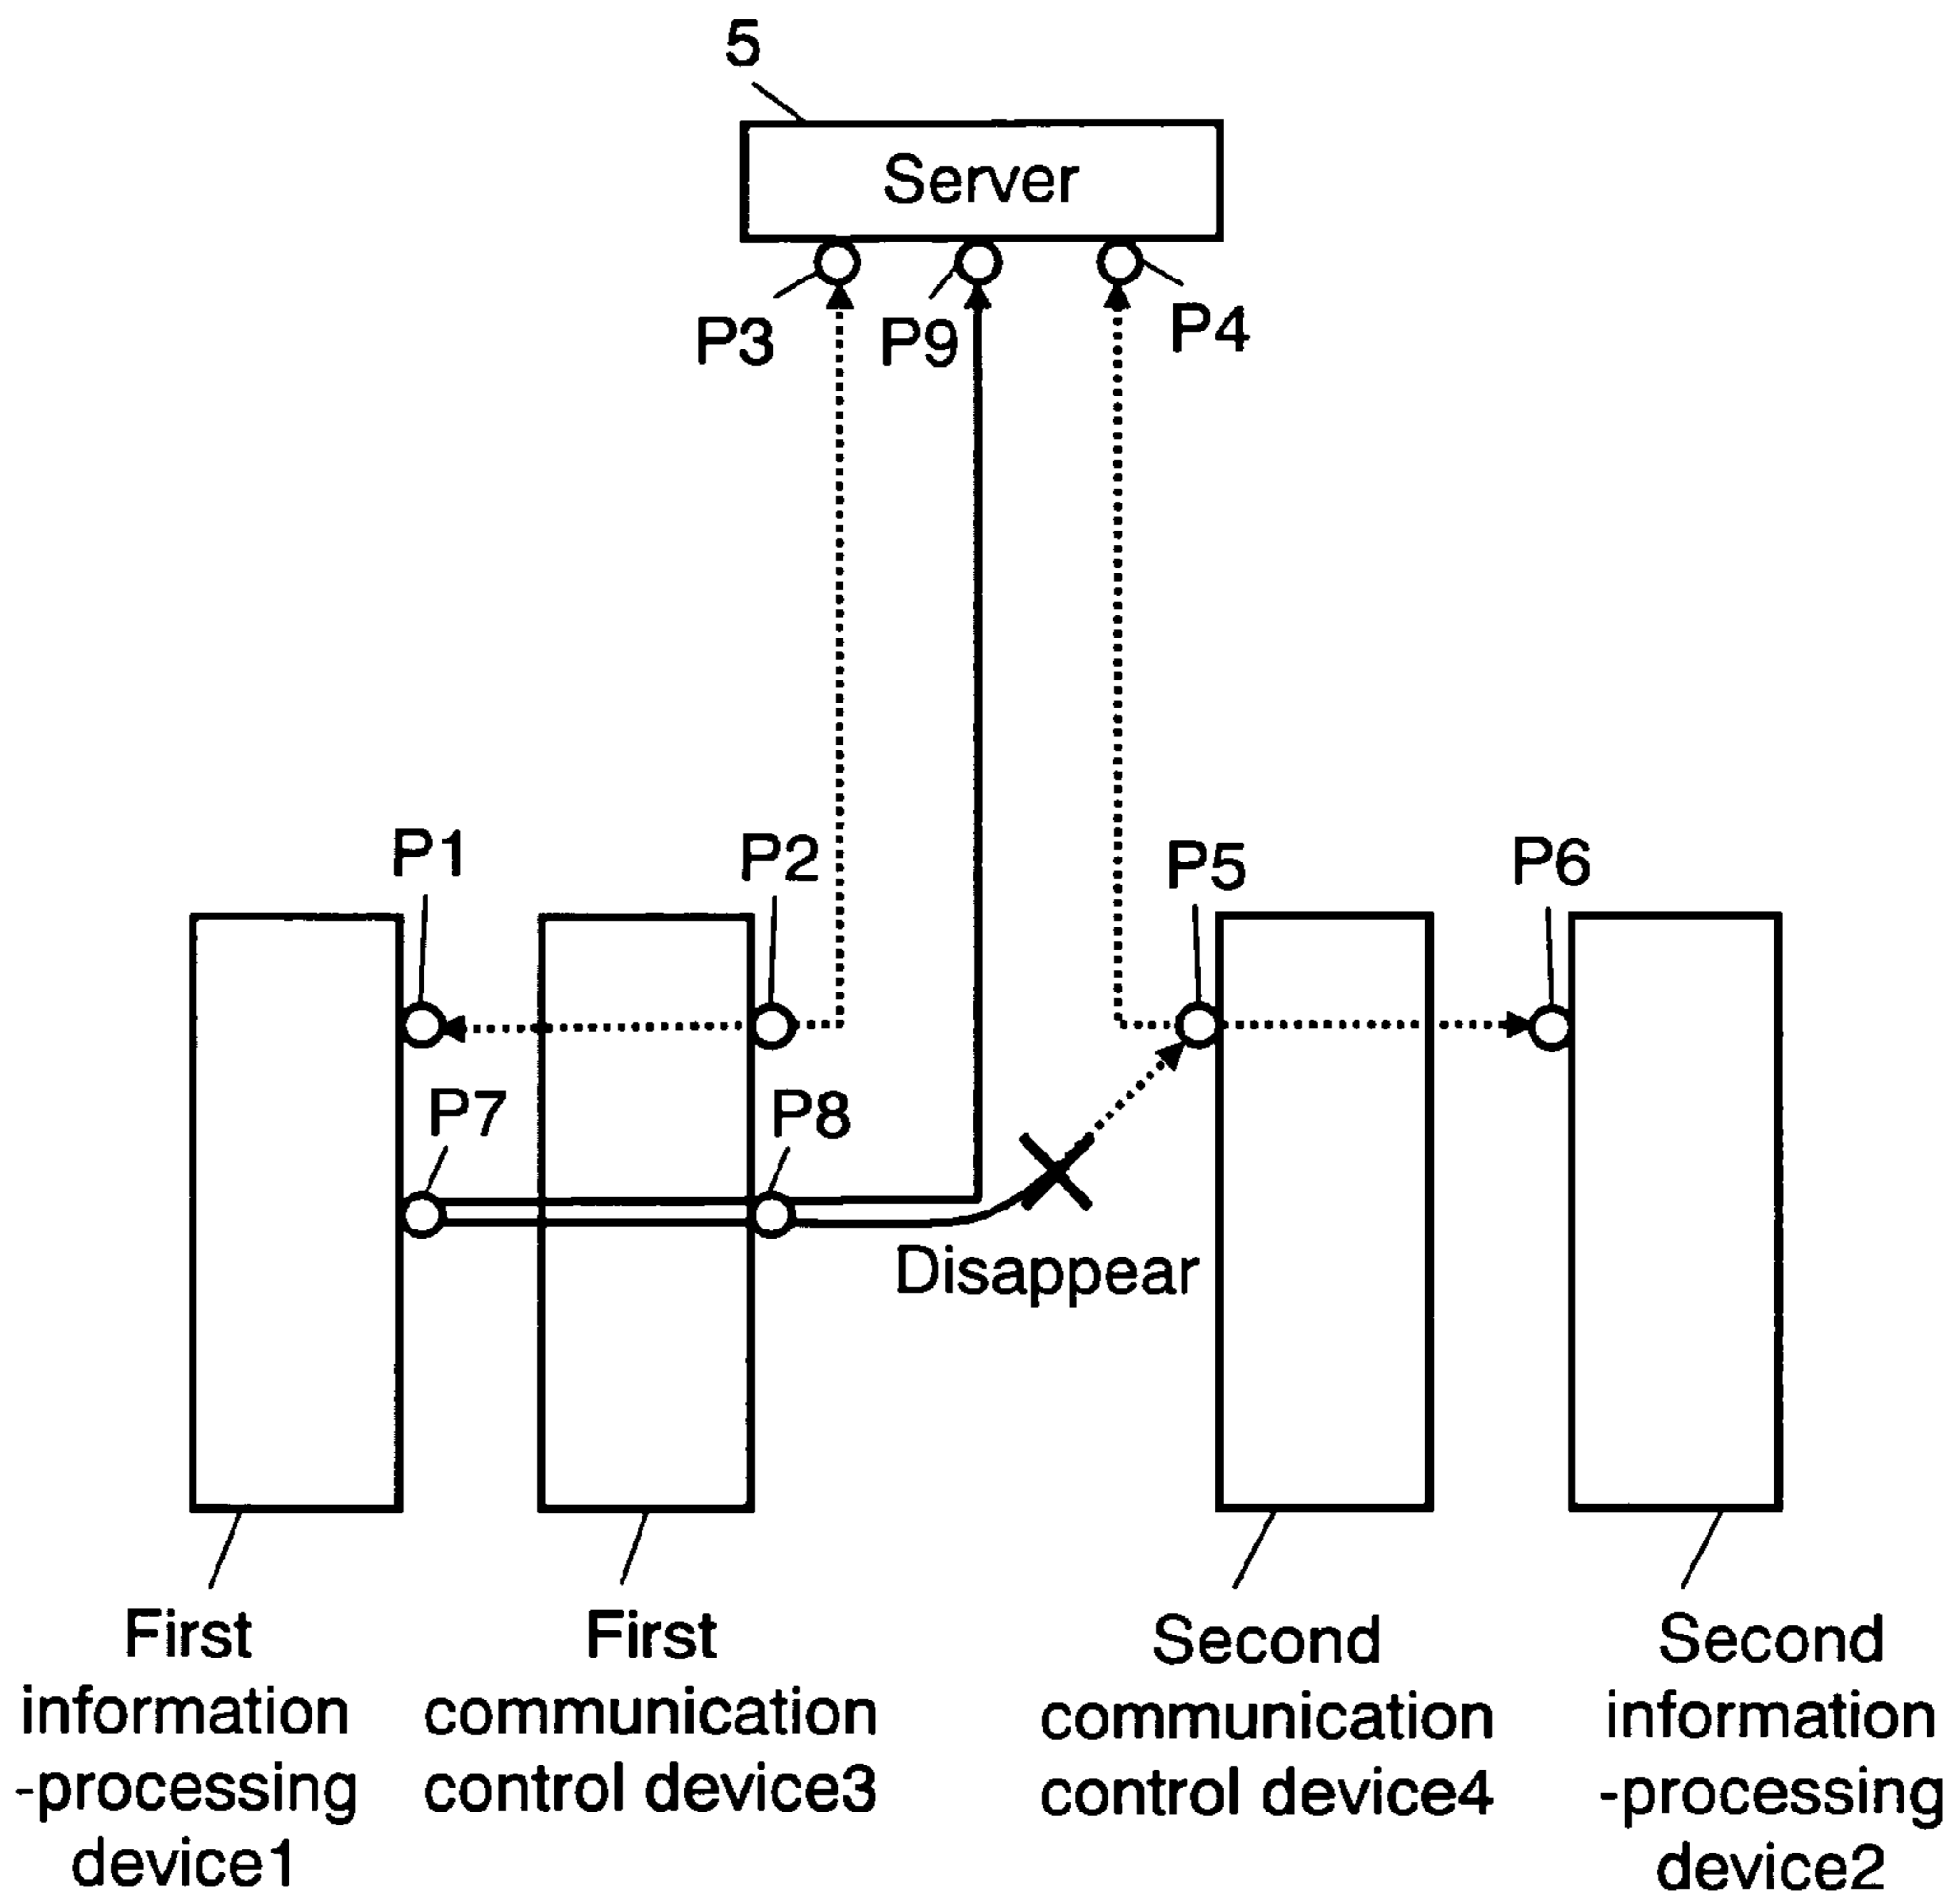 5
Server
P3
P9
P4
P1
P2
P5
P6
P7
P8
Disappear
First
information
-processing
device1
First
communication
control device3
Second
communication
control device4
Second
information
-processing
device2